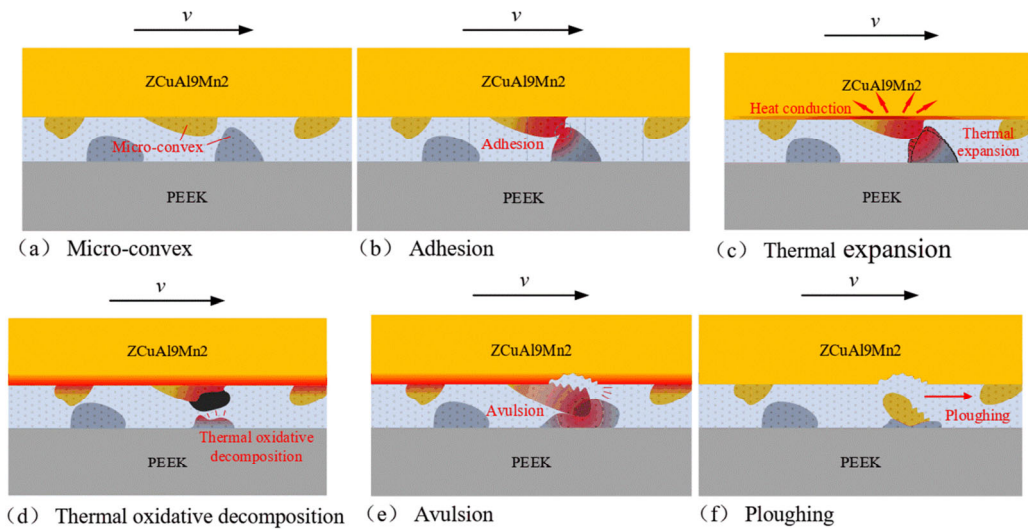 v
ZCuAl9Mn2
Micro-convex
PEEK
(a) Micro-convex
v
ZCuAl9Mn2
Adhesion
PEEK
(b) Adhesion
v
ZCuAl9Mn2
Heat conduction
Thermal
expansion
PEEK
(c) Thermal expansion
v
ZCuAl9Mn2
Thermal oxidative
decomposition
PEEK
(d) Thermal oxidative decomposition
v
ZCuAl9Mn2
Avulsion
PEEK
(e) Avulsion
v
ZCuAl9Mn2
Ploughing
PEEK
(f) Ploughing